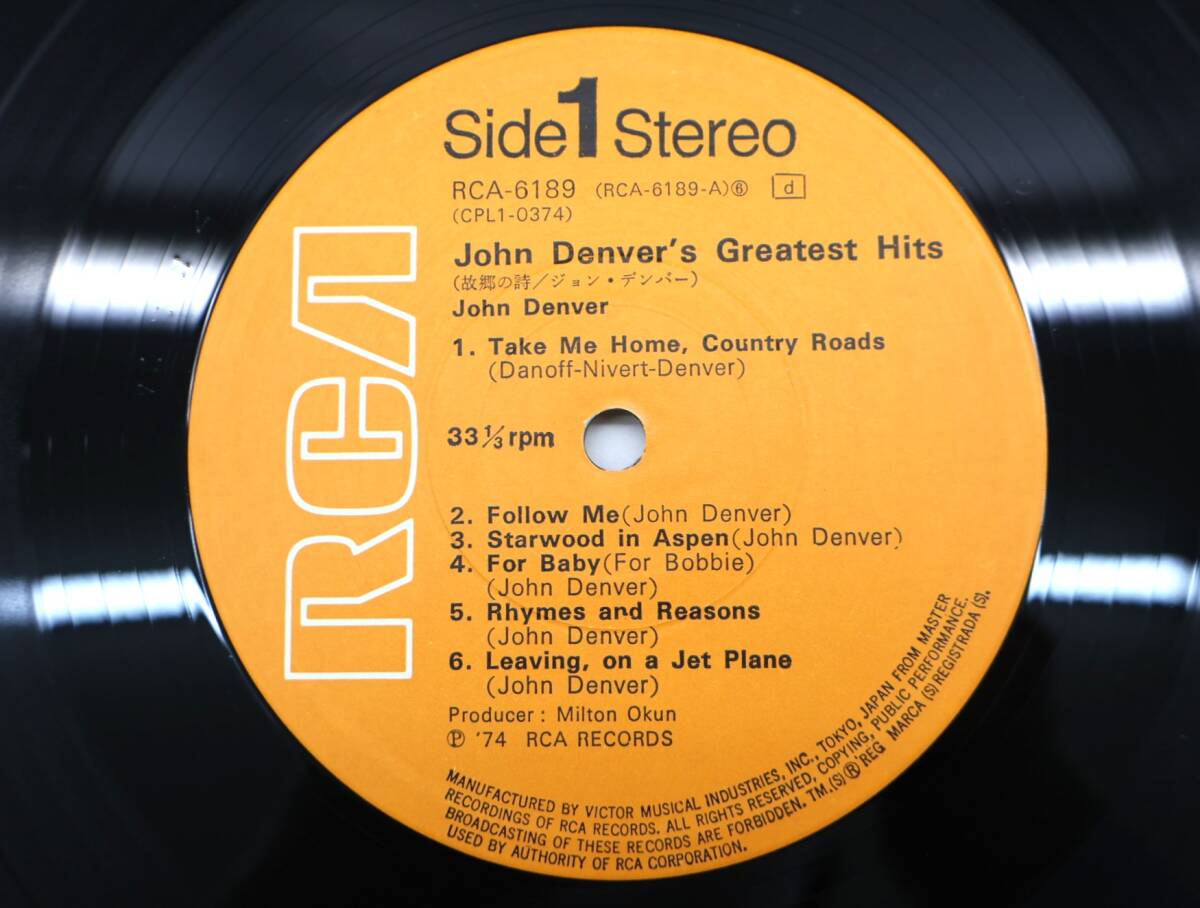 Side 1 Stereo
RCA-6189 (RCA-6189-A)⑥ d
(CPL1-0374)
John Denver's Greatest Hits
(故郷の詩/ジョン・デンバー)
John Denver
1. Take Me Home, Country Roads
(Danoff-Nivert-Denver)
RCA
33 1/3 rpm
2. Follow Me(John Denver)
3. Starwood in Aspen(John Denver)
4. For Baby(For Bobbie)
(John Denver)
5. Rhymes and Reasons
(John Denver)
6. Leaving, on a Jet Plane
(John Denver)
Producer : Milton Okun
Ⓟ '74 RCA RECORDS
MANUFACTURED BY VICTOR MUSICAL INDUSTRIES, INC., TOKYO, JAPAN FROM MASTER
RECORDINGS OF RCA RECORDS. ALL RIGHTS RESERVED, COPYING, PUBLIC PERFORMANCE.
BROADCASTING OF THESE RECORDS ARE FORBIDDEN. TM.(S)® REG MARCA (S) REGISTRADA (S).
USED BY AUTHORITY OF RCA CORPORATION.